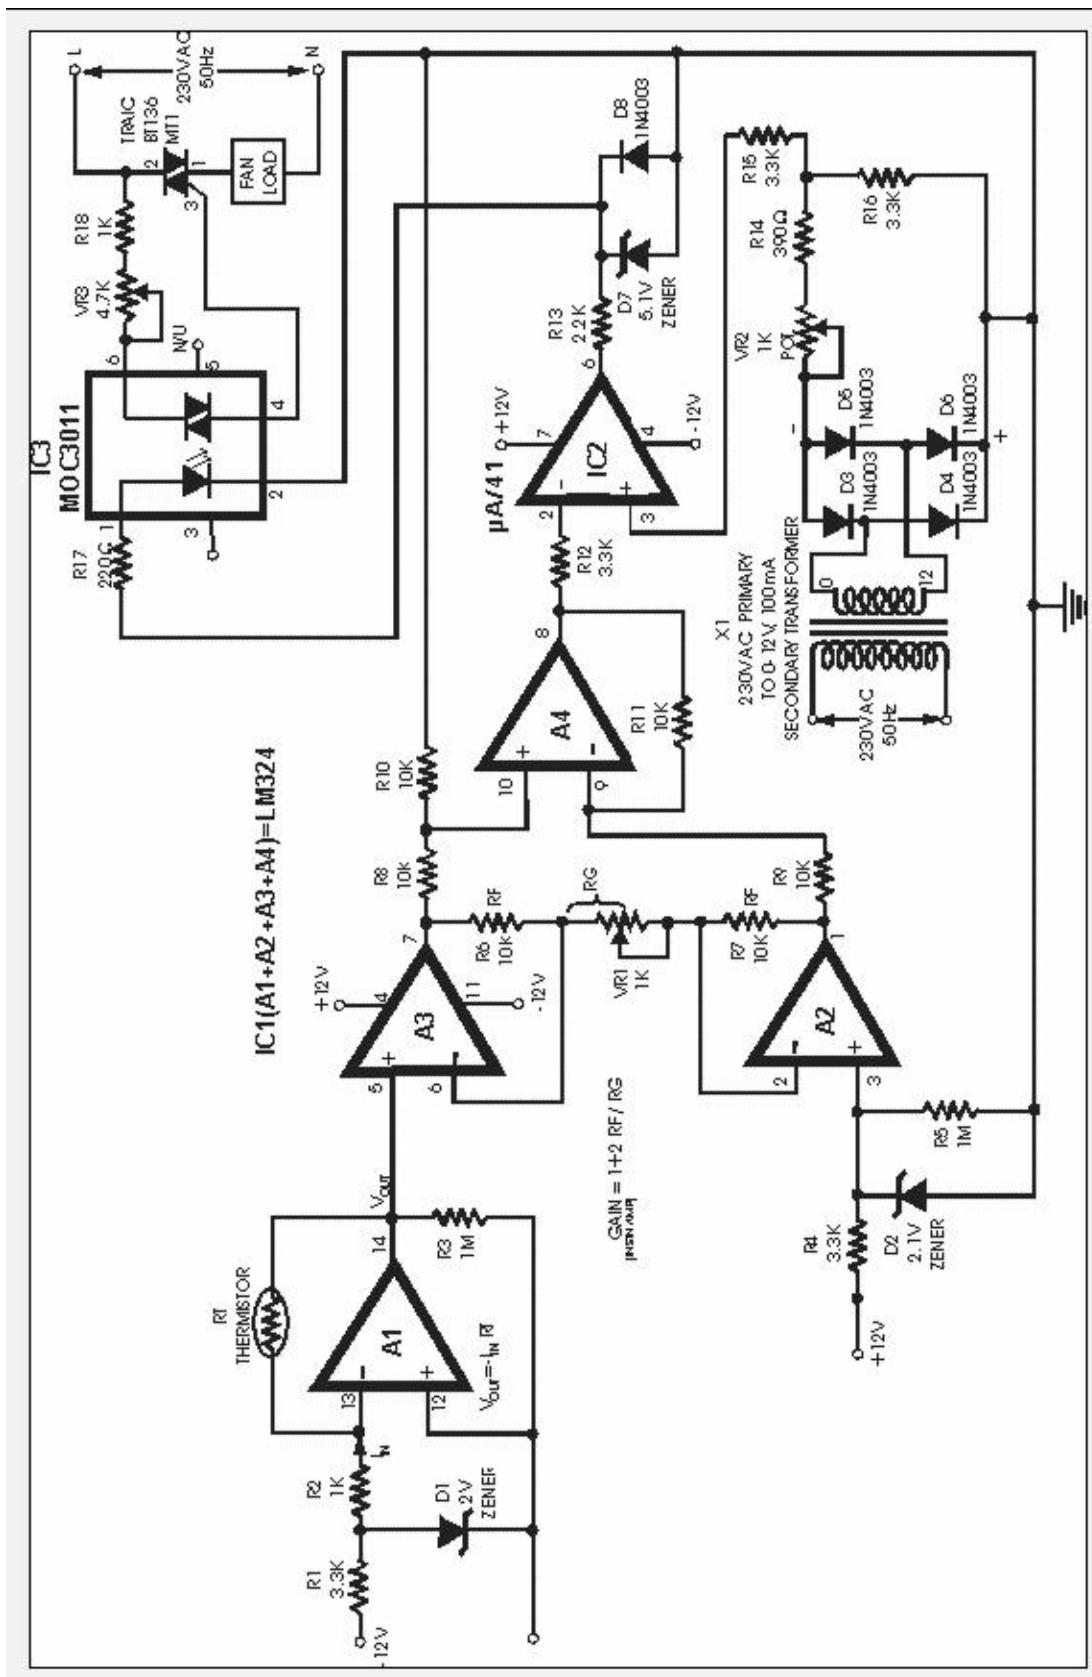 IC1(A1+A2+A3+A4)=LM324
RT
THERMISTOR
R1
3.3K
-12V
R2
1K
IIN
D1
2V
ZENER
13
12
A1
14
VOUT=-IIN RT
VOUT
R3
1M
GAIN = 1+2 RF/ RG
R4
3.3K
+12V
D2
2.1V
ZENER
R5
1M
5
6
+12V
4
A3
11
-12V
7
2
3
A2
1
R6
10K
RF
RG
VR1
1K
R7
10K
RF
R8
10K
R9
10K
R10
10K
10
9
A4
8
R11
10K
R12
3.3K
µA/41
2
3
+12V
7
IC2
4
-12V
6
R13
2.2K
D7
5.1V
ZENER
D8
1N4003
IC3
MOC3011
R17
220Ω
1
3
2
6
N/U
5
4
VR3
4.7K
R18
1K
TRAIC
BT136
MT1
2
1
3
FAN
LOAD
L
230VAC
50Hz
N
X1
230VAC PRIMARY
TO 0-12V, 100mA
SECONDARY TRANSFORMER
230VAC
50Hz
0
12
D3
1N4003
D4
1N4003
D5
1N4003
D6
1N4003
-
+
VR2
1K
POT
R14
390Ω
R15
3.3K
R16
3.3K